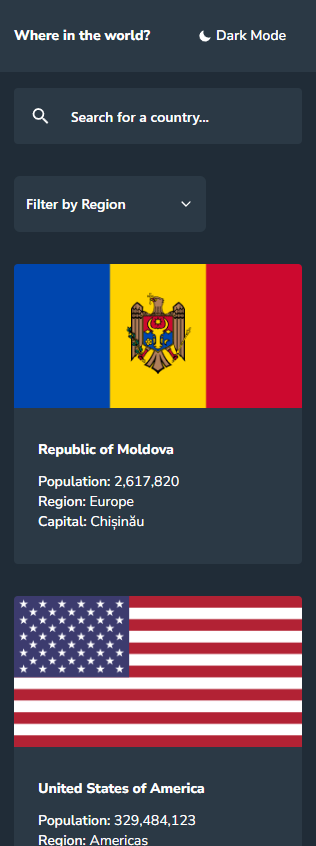 Where in the world?
Dark Mode
Search for a country...
Filter by Region
Republic of Moldova
Population: 2,617,820
Region: Europe
Capital: Chișinău
United States of America
Population: 329,484,123
Region: Americas